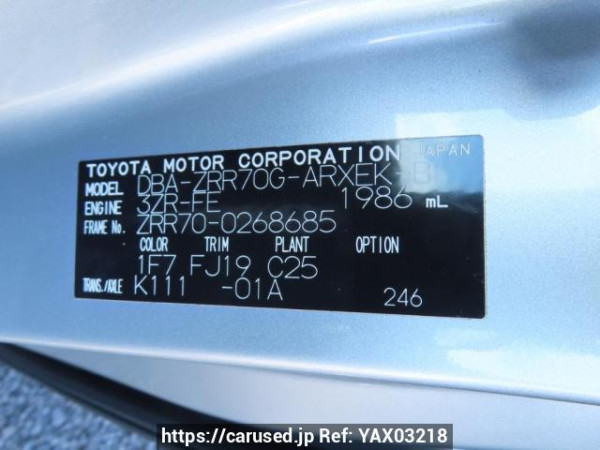 TOYOTA MOTOR CORPORATION JAPAN
MODEL DBA-ZRR70G-ARXEK
ENGINE 3ZR-FE 1986 mL
FRAME No. ZRR70-0268685
COLOR TRIM PLANT OPTION
1F7 FJ19 C25
TRANS./AXLE K111 -01A 246
https://carused.jp Ref: YAX03218